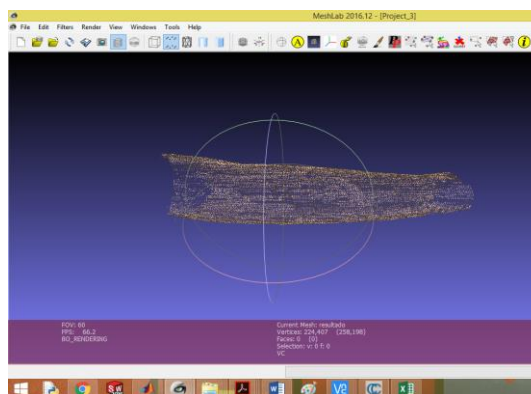 MeshLab 2016.12 - [Project_3]
File Edit Filters Render View Windows Tools Help
A
FOV: 60
FPS: 66.2
BO_RENDERING
Current Mesh: resultado
Vertices: 224,407 (258,198)
Faces: 0 (0)
Selection: v: 0 f: 0
VC